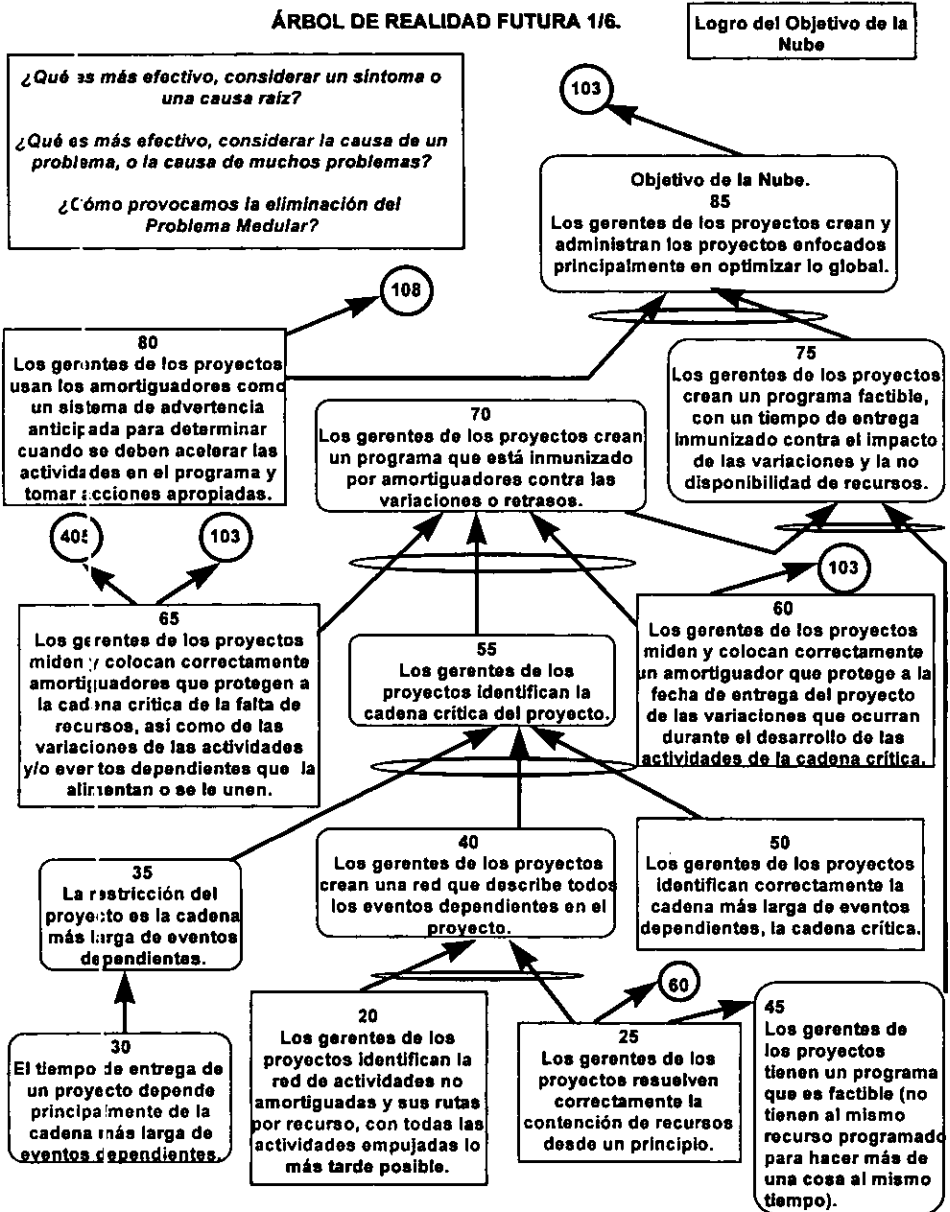 ÁRBOL DE REALIDAD FUTURA 1/6.
Logro del Objetivo de la
Nube
¿Qué es más efectivo, considerar un síntoma o
una causa raíz?
¿Qué es más efectivo, considerar la causa de un
problema, o la causa de muchos problemas?
¿Cómo provocamos la eliminación del
Problema Medular?
103
Objetivo de la Nube.
85
Los gerentes de los proyectos crean y
administran los proyectos enfocados
principalmente en optimizar lo global.
108
80
Los gerentes de los proyectos
usan los amortiguadores como
un sistema de advertencia
anticipada para determinar
cuando se deben acelerar las
actividades en el programa y
tomar acciones apropiadas.
70
Los gerentes de los proyectos crean
un programa que está inmunizado
por amortiguadores contra las
variaciones o retrasos.
75
Los gerentes de los proyectos
crean un programa factible,
con un tiempo de entrega
inmunizado contra el impacto
de las variaciones y la no
disponibilidad de recursos.
405
103
103
65
Los gerentes de los proyectos
miden y colocan correctamente
amortiguadores que protegen a
la cadena crítica de la falta de
recursos, así como de las
variaciones de las actividades
y/o eventos dependientes que la
alimentan o se le unen.
55
Los gerentes de los
proyectos identifican la
cadena crítica del proyecto.
60
Los gerentes de los proyectos
miden y colocan correctamente
un amortiguador que protege a la
fecha de entrega del proyecto
de las variaciones que ocurran
durante el desarrollo de las
actividades de la cadena crítica.
35
La restricción del
proyecto es la cadena
más larga de eventos
dependientes.
40
Los gerentes de los proyectos
crean una red que describe todos
los eventos dependientes en el
proyecto.
50
Los gerentes de los proyectos
identifican correctamente la
cadena más larga de eventos
dependientes, la cadena crítica.
30
El tiempo de entrega de
un proyecto depende
principalmente de la
cadena más larga de
eventos dependientes.
20
Los gerentes de los
proyectos identifican la
red de actividades no
amortiguadas y sus rutas
por recurso, con todas las
actividades empujadas lo
más tarde posible.
60
25
Los gerentes de los
proyectos resuelven
correctamente la
contención de recursos
desde un principio.
45
Los gerentes de
los proyectos
tienen un programa
que es factible (no
tienen al mismo
recurso programado
para hacer más de
una cosa al mismo
tiempo).